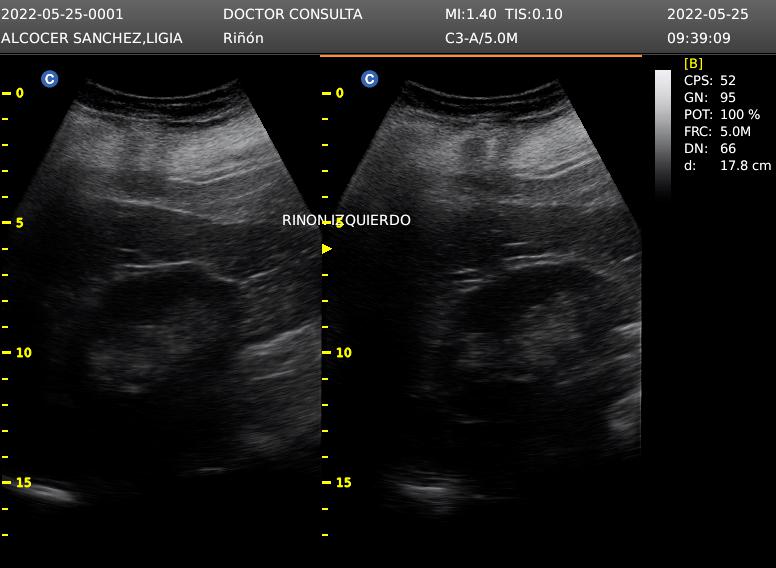 2022-05-25-0001 DOCTOR CONSULTA MI:1.40 TIS:0.10 2022-05-25
ALCOCER SANCHEZ,LIGIA Riñón C3-A/5.0M 09:39:09
[B]
C C
CPS: 52
0 0
GN: 95
POT: 100 %
FRC: 5.0M
DN: 66
d: 17.8 cm
5 RINON IZQUIERDO 5
10 10
15 15